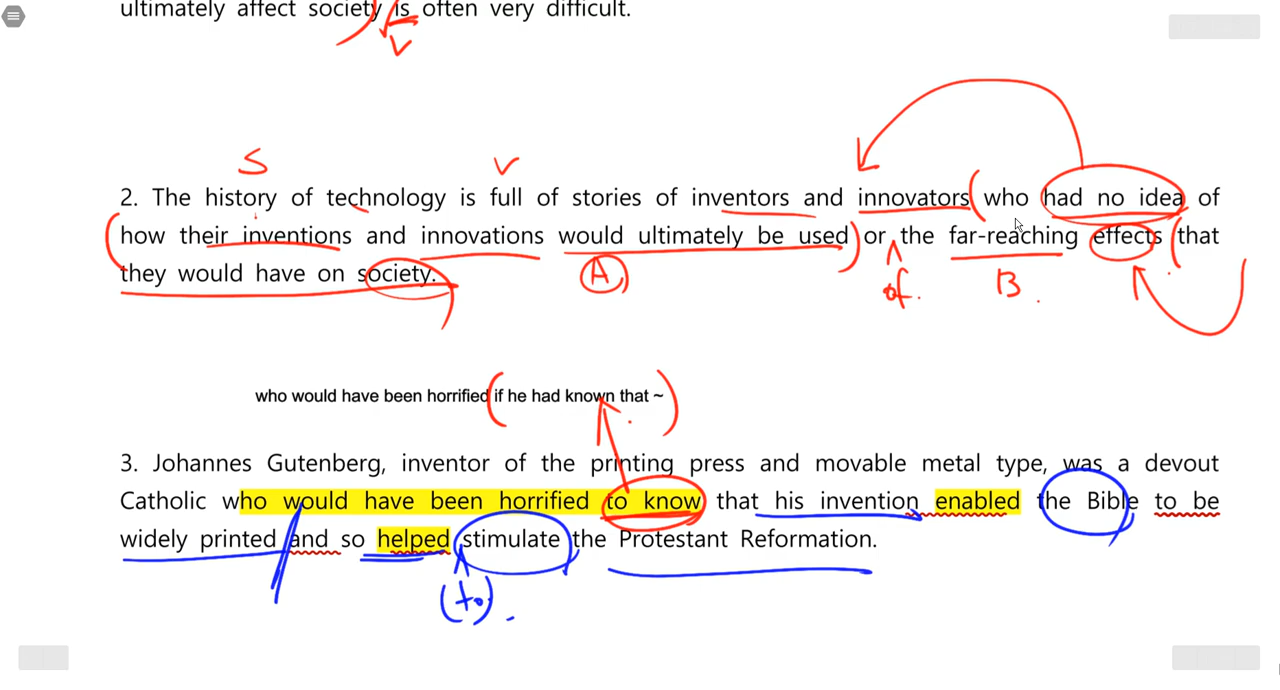 ultimately affect society is often very difficult.
V
S V
2. The history of technology is full of stories of inventors and innovators who had no idea of
how their inventions and innovations would ultimately be used or the far-reaching effects that
they would have on society.
A of. B.
who would have been horrified if he had known that ~
3. Johannes Gutenberg, inventor of the printing press and movable metal type, was a devout
Catholic who would have been horrified to know that his invention enabled the Bible to be
widely printed and so helped stimulate the Protestant Reformation.
(to).